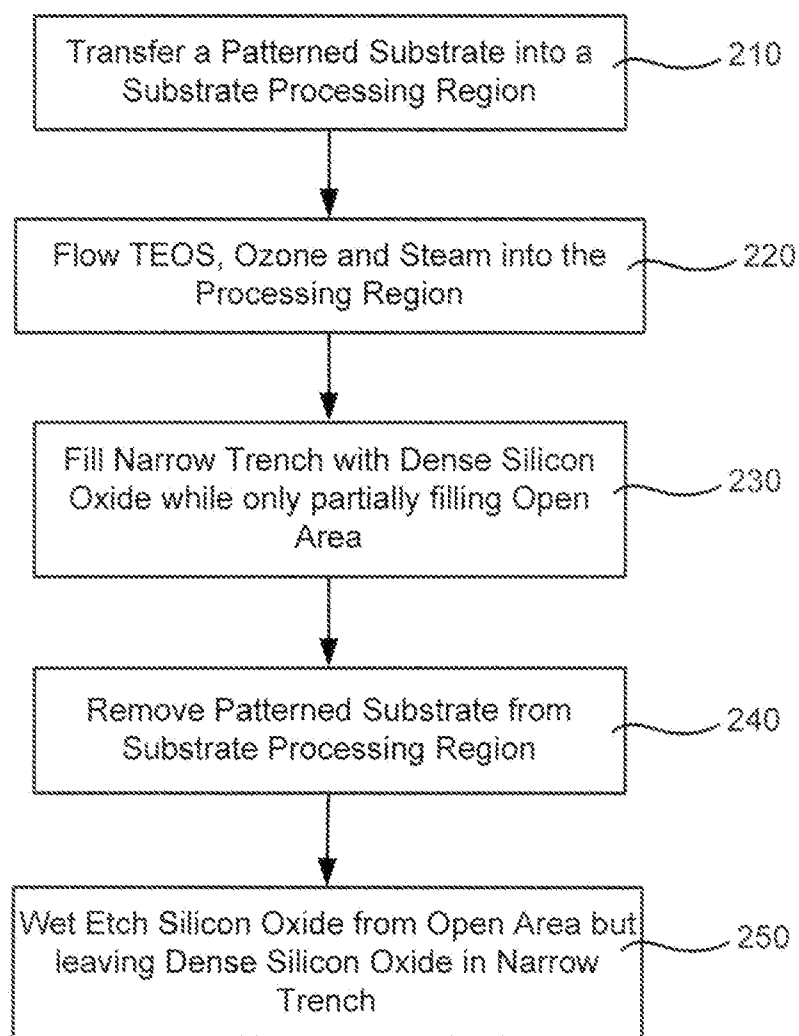 Transfer a Patterned Substrate into a
Substrate Processing Region
210
Flow TEOS, Ozone and Steam into the
Processing Region
220
Fill Narrow Trench with Dense Silicon
Oxide while only partially filling Open
Area
230
Remove Patterned Substrate from
Substrate Processing Region
240
Wet Etch Silicon Oxide from Open Area but
leaving Dense Silicon Oxide in Narrow
Trench
250